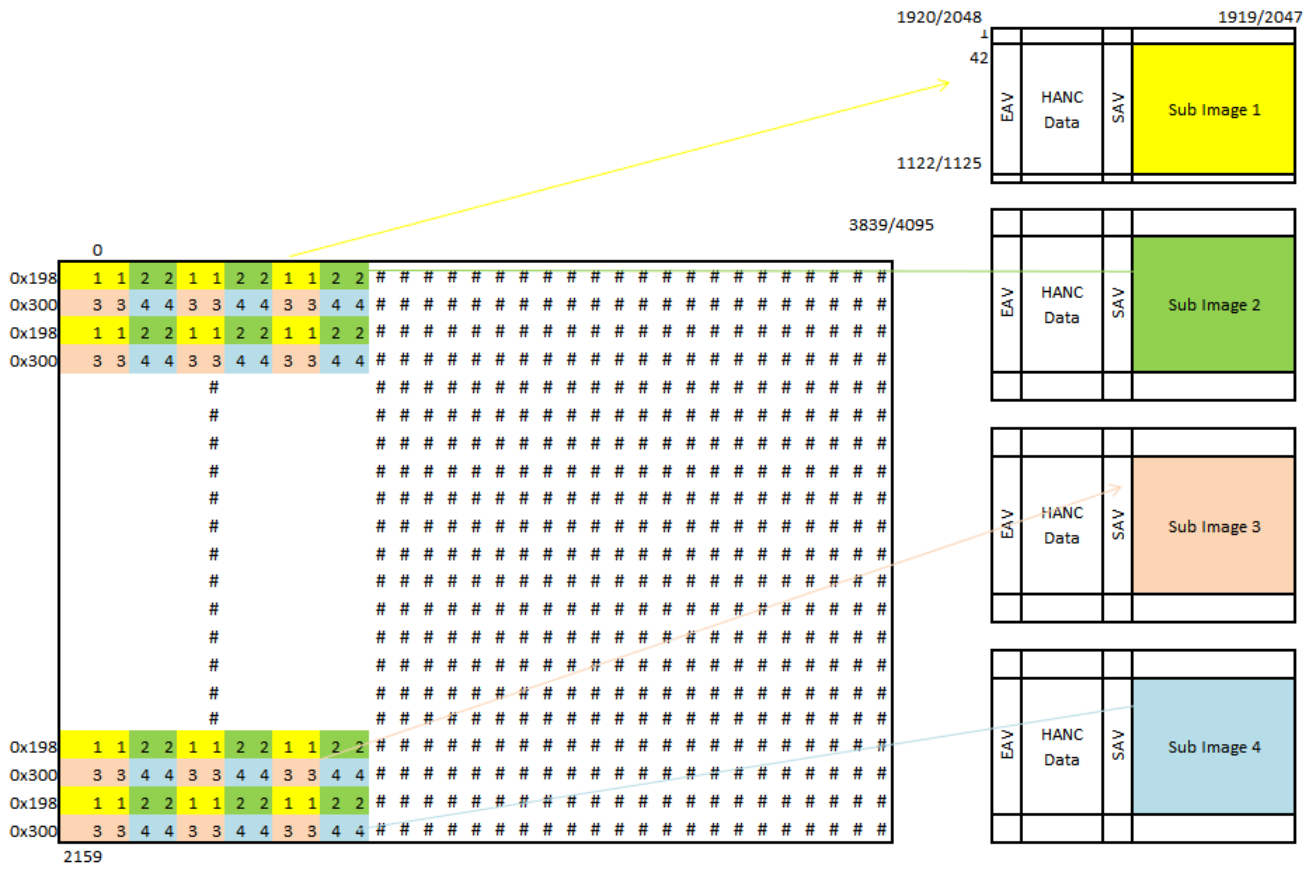 1920/2048 1919/2047
1
42
EAV HANC Data SAV Sub Image 1
1122/1125
3839/4095
0
0x198 1 1 2 2 1 1 2 2 1 1 2 2 # # # # # # # # # # # # # # # # # # # # # #
0x300 3 3 4 4 3 3 4 4 3 3 4 4 # # # # # # # # # # # # # # # # # # # # # #
0x198 1 1 2 2 1 1 2 2 1 1 2 2 # # # # # # # # # # # # # # # # # # # # # #
0x300 3 3 4 4 3 3 4 4 3 3 4 4 # # # # # # # # # # # # # # # # # # # # # #
# # # # # # # # # # # # # # # # # # # # # # #
# # # # # # # # # # # # # # # # # # # # # # #
# # # # # # # # # # # # # # # # # # # # # # #
# # # # # # # # # # # # # # # # # # # # # # #
# # # # # # # # # # # # # # # # # # # # # # #
# # # # # # # # # # # # # # # # # # # # # # #
# # # # # # # # # # # # # # # # # # # # # # #
# # # # # # # # # # # # # # # # # # # # # # #
# # # # # # # # # # # # # # # # # # # # # # #
# # # # # # # # # # # # # # # # # # # # # # #
# # # # # # # # # # # # # # # # # # # # # # #
# # # # # # # # # # # # # # # # # # # # # # #
# # # # # # # # # # # # # # # # # # # # # # #
0x198 1 1 2 2 1 1 2 2 1 1 2 2 # # # # # # # # # # # # # # # # # # # # # #
0x300 3 3 4 4 3 3 4 4 3 3 4 4 # # # # # # # # # # # # # # # # # # # # # #
0x198 1 1 2 2 1 1 2 2 1 1 2 2 # # # # # # # # # # # # # # # # # # # # # #
0x300 3 3 4 4 3 3 4 4 3 3 4 4 # # # # # # # # # # # # # # # # # # # # # #
2159
EAV HANC Data SAV Sub Image 2
EAV HANC Data SAV Sub Image 3
EAV HANC Data SAV Sub Image 4